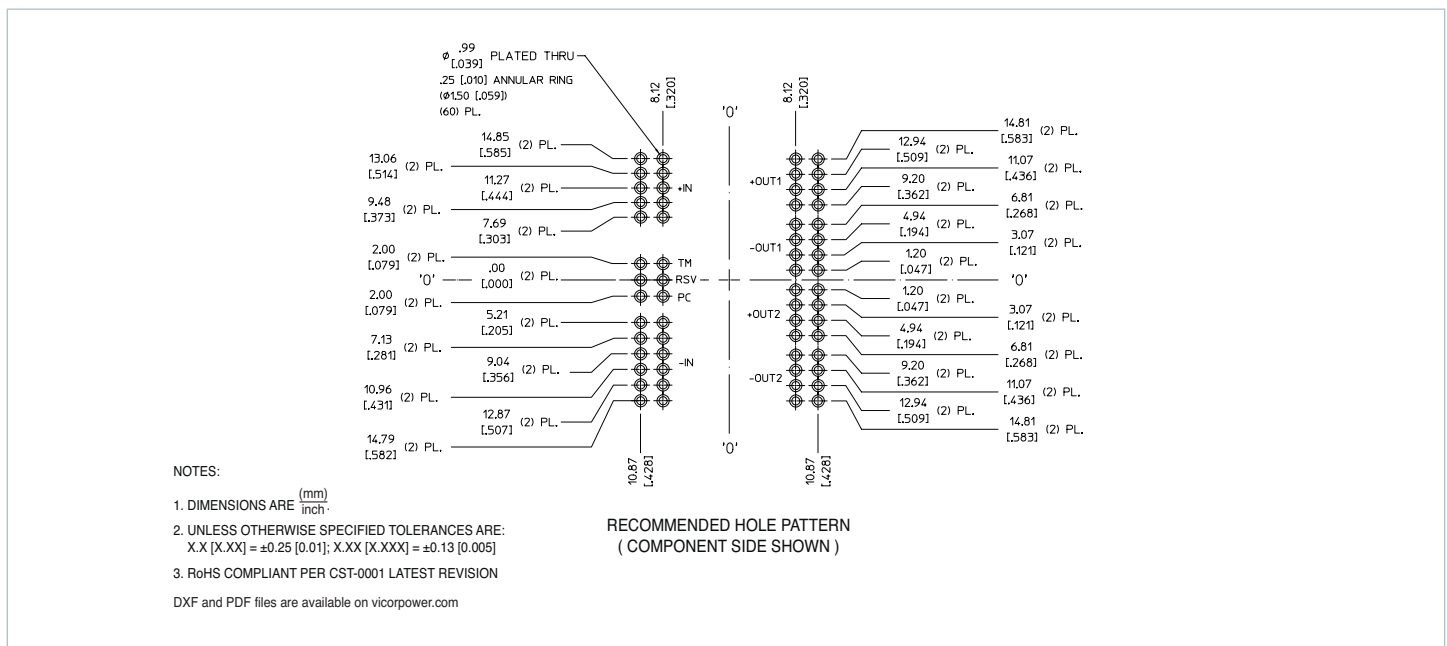 ø .99 [.039] PLATED THRU
.25 [.010] ANNULAR RING
(ø1.50 [.059])
(60) PL.
8.12 [.320]
'0'
8.12 [.320]
14.85 [.585] (2) PL.
13.06 [.514] (2) PL.
11.27 [.444] (2) PL.
9.48 [.373] (2) PL.
7.69 [.303] (2) PL.
2.00 [.079] (2) PL.
'0'
.00 [.000] (2) PL.
2.00 [.079] (2) PL.
5.21 [.205] (2) PL.
7.13 [.281] (2) PL.
9.04 [.356] (2) PL.
10.96 [.431] (2) PL.
12.87 [.507] (2) PL.
14.79 [.582] (2) PL.
+IN
TM
RSV
PC
-IN
10.87 [.428]
'0'
10.87 [.428]
+OUT1
-OUT1
+OUT2
-OUT2
14.81 [.583] (2) PL.
12.94 [.509] (2) PL.
11.07 [.436] (2) PL.
9.20 [.362] (2) PL.
6.81 [.268] (2) PL.
4.94 [.194] (2) PL.
3.07 [.121] (2) PL.
1.20 [.047] (2) PL.
'0'
1.20 [.047] (2) PL.
3.07 [.121] (2) PL.
4.94 [.194] (2) PL.
6.81 [.268] (2) PL.
9.20 [.362] (2) PL.
11.07 [.436] (2) PL.
12.94 [.509] (2) PL.
14.81 [.583] (2) PL.
NOTES:
1. DIMENSIONS ARE (mm) inch.
2. UNLESS OTHERWISE SPECIFIED TOLERANCES ARE:
X.X [X.XX] = ±0.25 [0.01]; X.XX [X.XXX] = ±0.13 [0.005]
3. RoHS COMPLIANT PER CST-0001 LATEST REVISION
DXF and PDF files are available on vicorpower.com
RECOMMENDED HOLE PATTERN
( COMPONENT SIDE SHOWN )